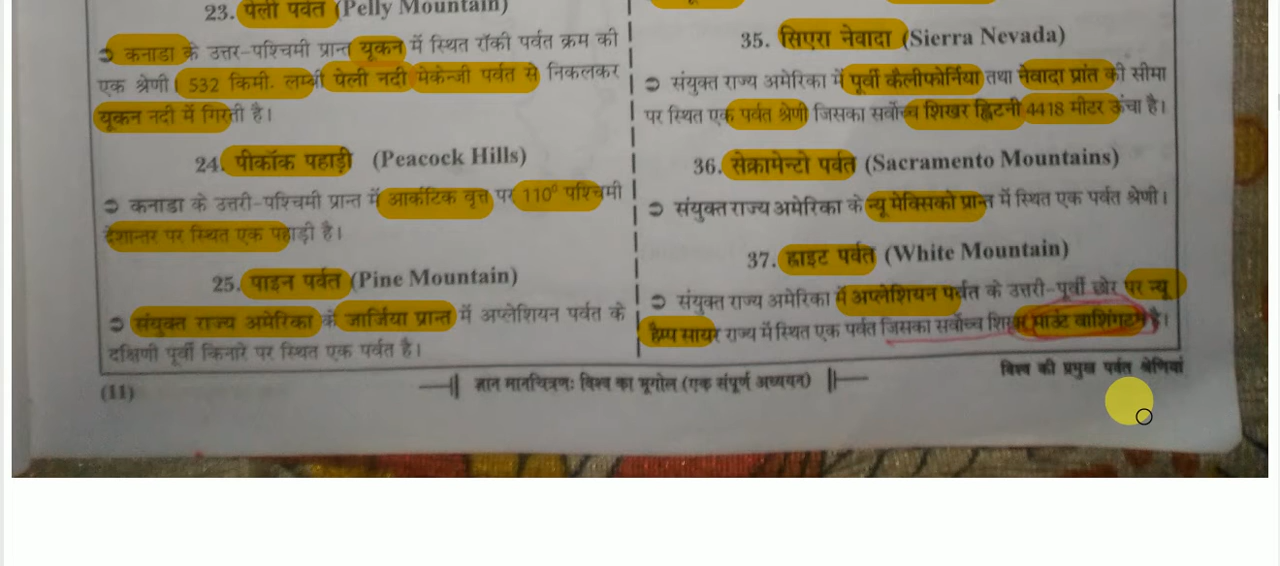 23. पेली पर्वत (Pelly Mountain)
➲ कनाडा के उत्तर-पश्चिमी प्रान्त यूकन में स्थित रॉकी पर्वत क्रम की
एक श्रेणी। 532 किमी. लम्बी पेली नदी मेकेन्जी पर्वत से निकलकर
यूकन नदी में गिरती है।
24. पीकॉक पहाड़ी (Peacock Hills)
➲ कनाडा के उत्तरी-पश्चिमी प्रान्त में आर्कटिक वृत्त पर 110° पश्चिमी
देशान्तर पर स्थित एक पहाड़ी है।
25. पाइन पर्वत (Pine Mountain)
➲ संयुक्त राज्य अमेरिका के जार्जिया प्रान्त में अप्लेशियन पर्वत के
दक्षिणी पूर्वी किनारे पर स्थित एक पर्वत है।
35. सिएरा नेवादा (Sierra Nevada)
➲ संयुक्त राज्य अमेरिका में पूर्वी कैलीफोर्निया तथा नेवादा प्रांत की सीमा
पर स्थित एक पर्वत श्रेणी जिसका सर्वोच्च शिखर ह्विटनी 4418 मीटर ऊंचा है।
36. सेक्रामेन्टो पर्वत (Sacramento Mountains)
➲ संयुक्त राज्य अमेरिका के न्यू मेक्सिको प्रान्त में स्थित एक पर्वत श्रेणी।
37. ह्वाइट पर्वत (White Mountain)
➲ संयुक्त राज्य अमेरिका में अप्लेशियन पर्वत के उत्तरी-पूर्वी छोर पर न्यू
हैम्प सायर राज्य में स्थित एक पर्वत जिसका सर्वोच्च शिखर माउंट वाशिंगटन है।
(11)
ज्ञान मानचित्रणः विश्व का भूगोल (एक संपूर्ण अध्ययन)
विश्व की प्रमुख पर्वत श्रेणियां